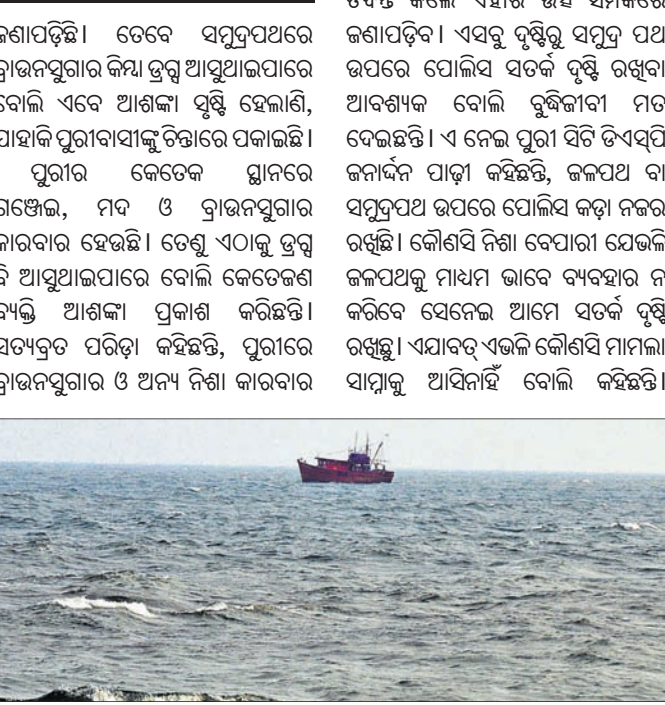 ଜଣାପଡ଼ିଛି। ତେବେ ସମୁଦ୍ରପଥରେ
ବ୍ରାଉନସୁଗାର କିମ୍ବା ଡ୍ରଗ୍ସ ଆସୁଥାଇପାରେ
ବୋଲି ଏବେ ଆଶଙ୍କା ସୃଷ୍ଟି ହେଲାଣି,
ଯାହାକି ପୁରୀବାସୀଙ୍କୁ ଚିନ୍ତାରେ ପକାଇଛି।
ପୁରୀର କେତେକ ସ୍ଥାନରେ
ଗଞ୍ଜେଇ, ମଦ ଓ ବ୍ରାଉନସୁଗାର
କାରବାର ହେଉଛି। ତେଣୁ ଏଠାକୁ ଡ୍ରଗ୍ସ
ବି ଆସୁଥାଇପାରେ ବୋଲି କେତେଜଣ
ବ୍ୟକ୍ତି ଆଶଙ୍କା ପ୍ରକାଶ କରିଛନ୍ତି।
ସତ୍ୟବ୍ରତ ପରିଡ଼ା କହିଛନ୍ତି, ପୁରୀରେ
ବ୍ରାଉନସୁଗାର ଓ ଅନ୍ୟ ନିଶା କାରବାର
ଜଣାପଡ଼ିବ। ଏସବୁ ଦୃଷ୍ଟିରୁ ସମୁଦ୍ର ପଥ
ଉପରେ ପୋଲିସ ସତର୍କ ଦୃଷ୍ଟି ରଖିବା
ଆବଶ୍ୟକ ବୋଲି ବୁଦ୍ଧିଜୀବୀ ମତ
ଦେଇଛନ୍ତି। ଏ ନେଇ ପୁରୀ ସିଟି ଡିଏସ୍‌ପି
ଜନାର୍ଦ୍ଦନ ପାଢ଼ୀ କହିଛନ୍ତି, ଜଳପଥ ବା
ସମୁଦ୍ରପଥ ଉପରେ ପୋଲିସ କଡ଼ା ନଜର
ରଖିଛି। କୌଣସି ନିଶା ବେପାରୀ ଯେଭଳି
ଜଳପଥକୁ ମାଧ୍ୟମ ଭାବେ ବ୍ୟବହାର ନ
କରିବେ ସେନେଇ ଆମେ ସତର୍କ ଦୃଷ୍ଟି
ରଖିଛୁ। ଏଯାବତ୍ ଏଭଳି କୌଣସି ମାମଲା
ସାମ୍ନାକୁ ଆସିନାହିଁ ବୋଲି କହିଛନ୍ତି।